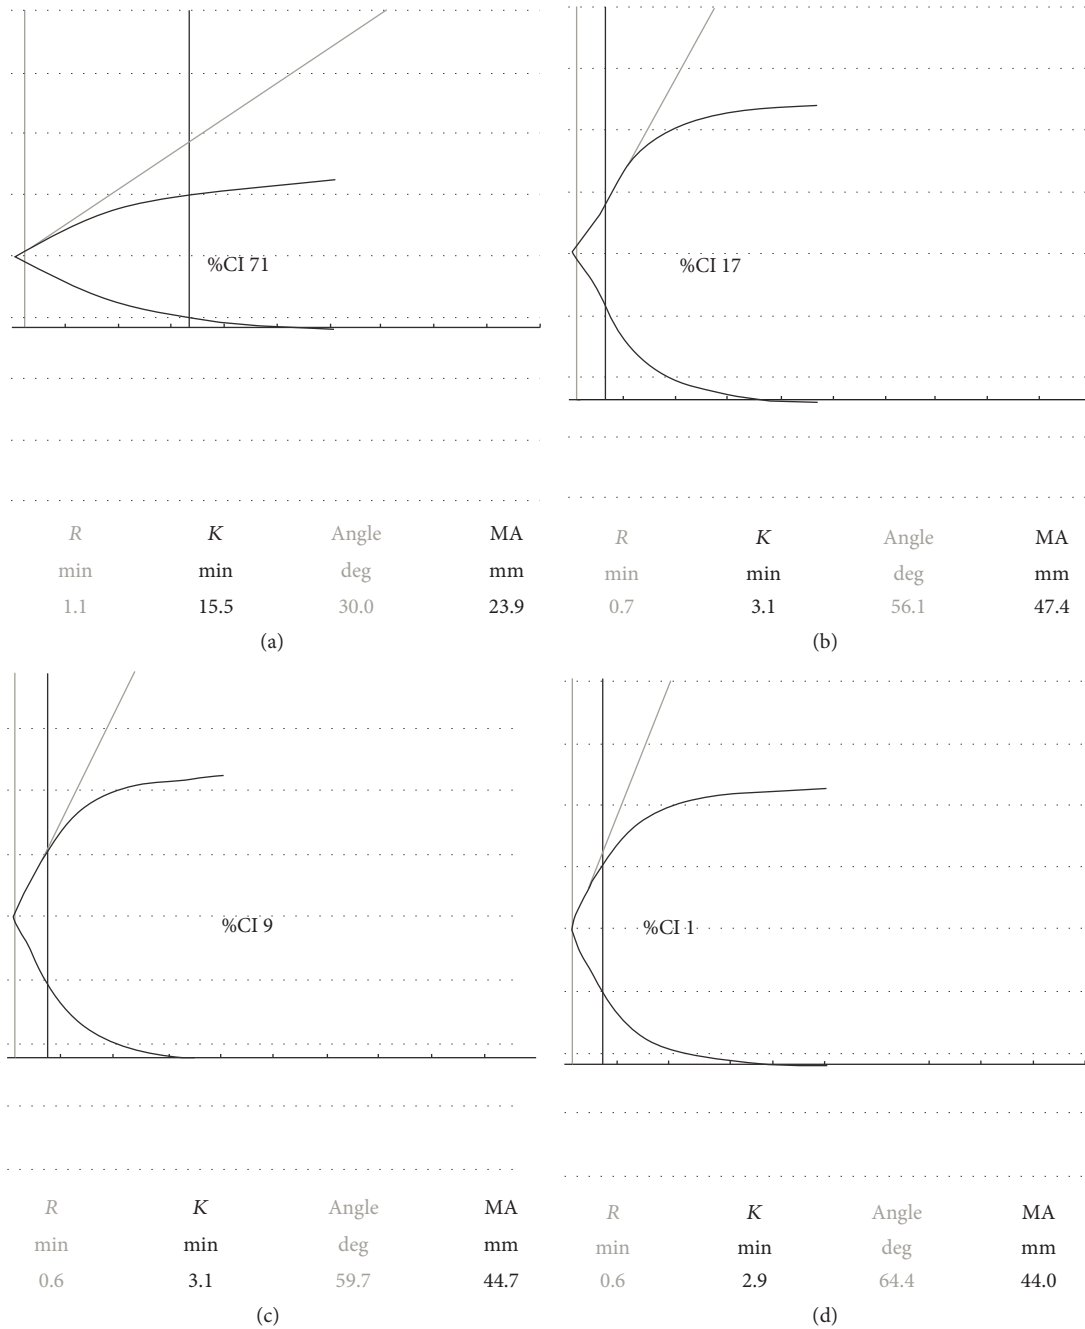 %CI 71
R K Angle MA
min min deg mm
1.1 15.5 30.0 23.9
(a)
%CI 17
R K Angle MA
min min deg mm
0.7 3.1 56.1 47.4
(b)
%CI 9
R K Angle MA
min min deg mm
0.6 3.1 59.7 44.7
(c)
%CI 1
R K Angle MA
min min deg mm
0.6 2.9 64.4 44.0
(d)